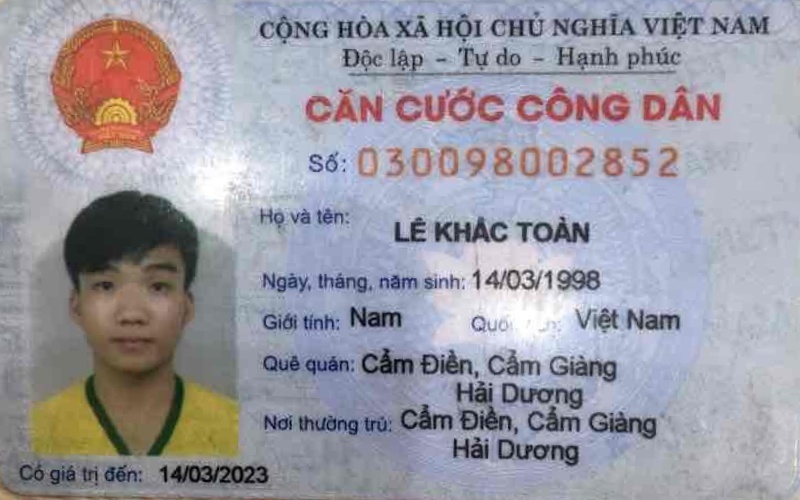 CỘNG HÒA XÃ HỘI CHỦ NGHĨA VIỆT NAM
Độc lập - Tự do - Hạnh phúc
CĂN CƯỚC CÔNG DÂN
Số: 030098002852
Họ và tên:
LÊ KHẮC TOÀN
Ngày, tháng, năm sinh: 14/03/1998
Giới tính: Nam Việt Nam
Quê quán: Cẩm Điền, Cẩm Giàng
Hải Dương
Nơi thường trú: Cẩm Điền, Cẩm Giàng
Hải Dương
Có giá trị đến: 14/03/2023